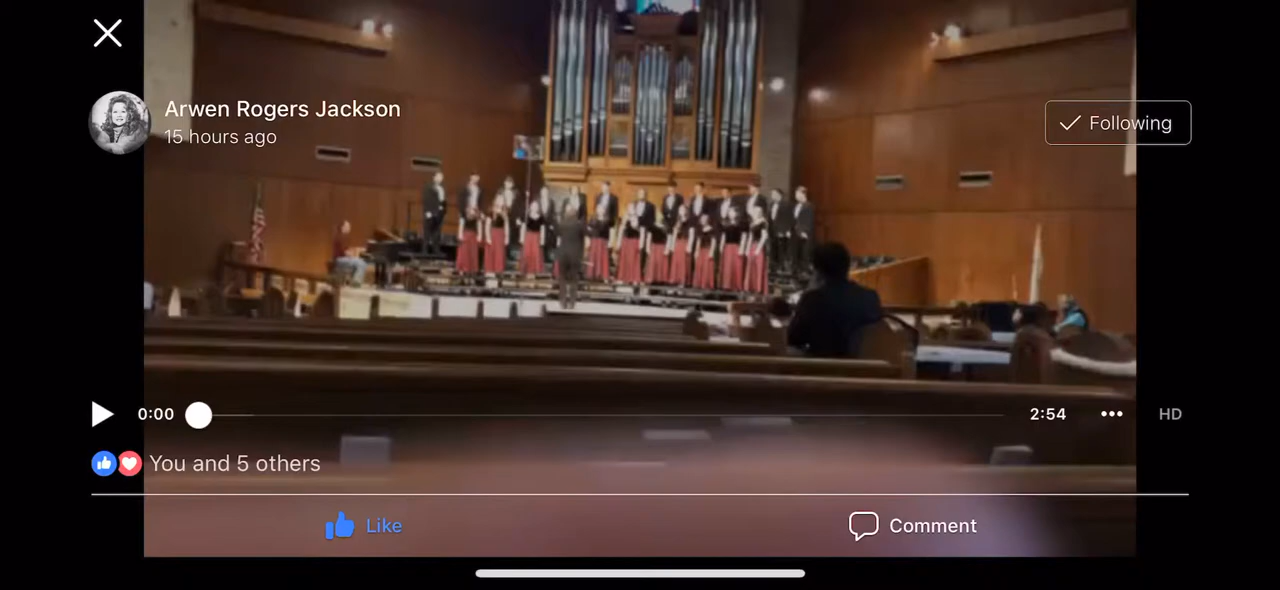 Arwen Rogers Jackson
15 hours ago
Following
0:00
2:54
HD
You and 5 others
Like
Comment